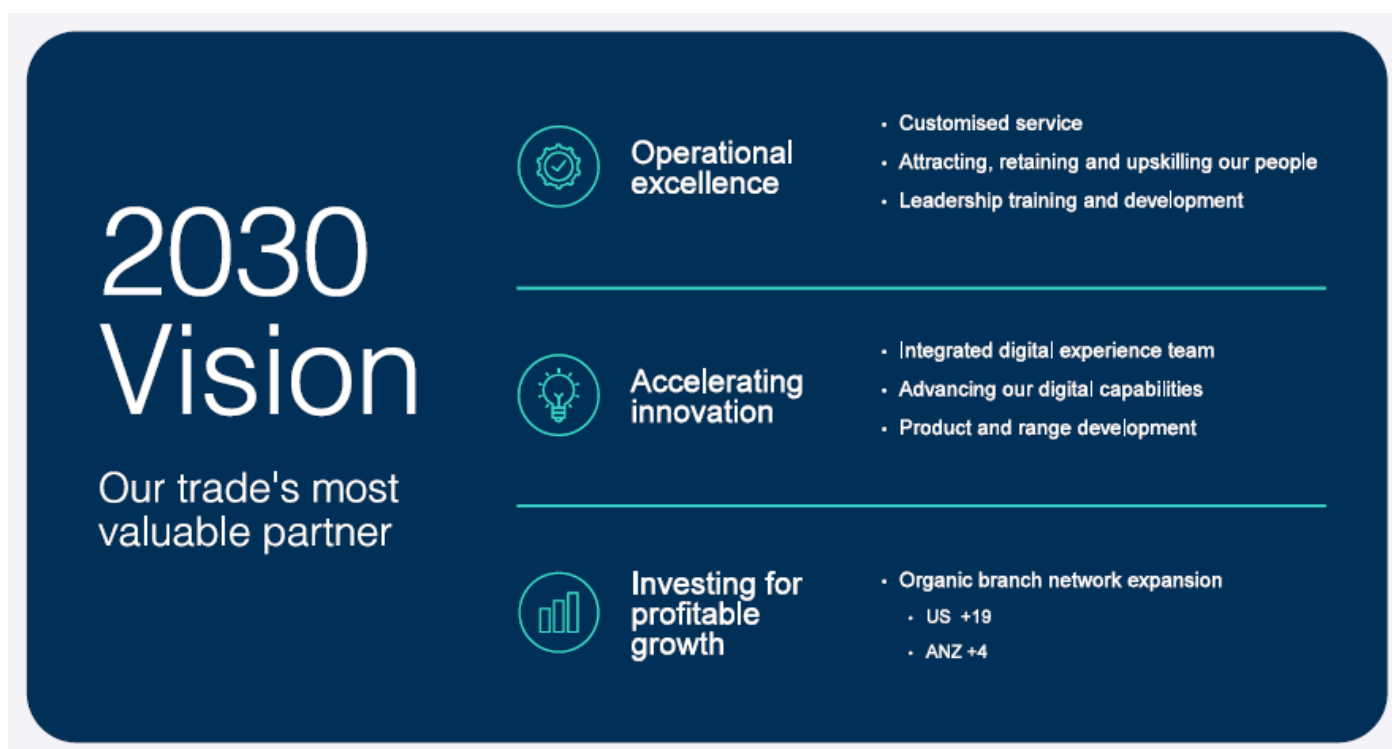 2030
Vision
Our trade's most
valuable partner
Operational
excellence
• Customised service
• Attracting, retaining and upskilling our people
• Leadership training and development
Accelerating
innovation
• Integrated digital experience team
• Advancing our digital capabilities
• Product and range development
Investing for
profitable
growth
• Organic branch network expansion
• US +19
• ANZ +4